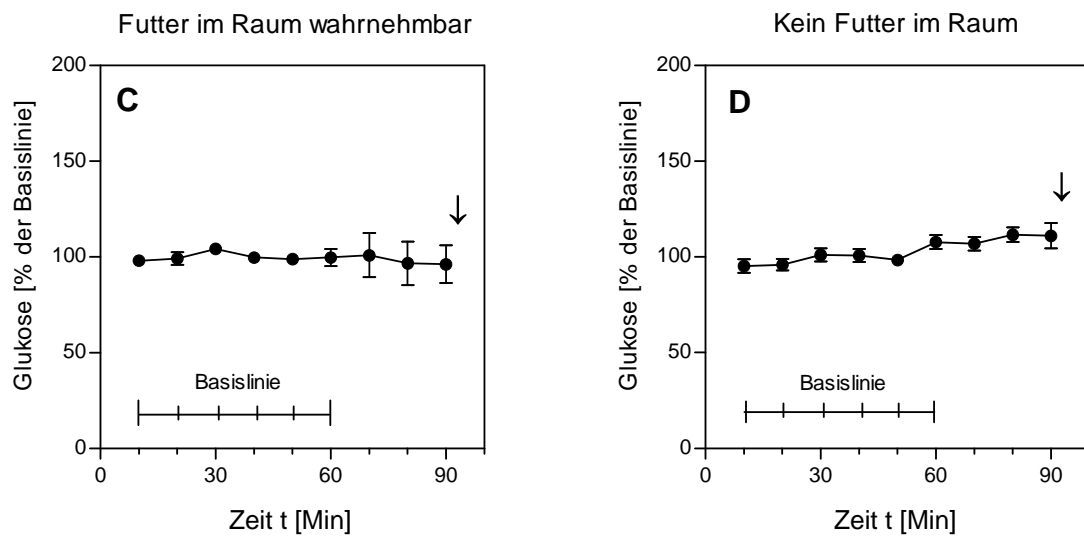 Futter im Raum wahrnehmbar
Glukose [% der Basislinie]
200
150
100
50
0
C
Basislinie
0
30
60
90
Zeit t [Min]
Kein Futter im Raum
Glukose [% der Basislinie]
200
150
100
50
0
D
Basislinie
0
30
60
90
Zeit t [Min]